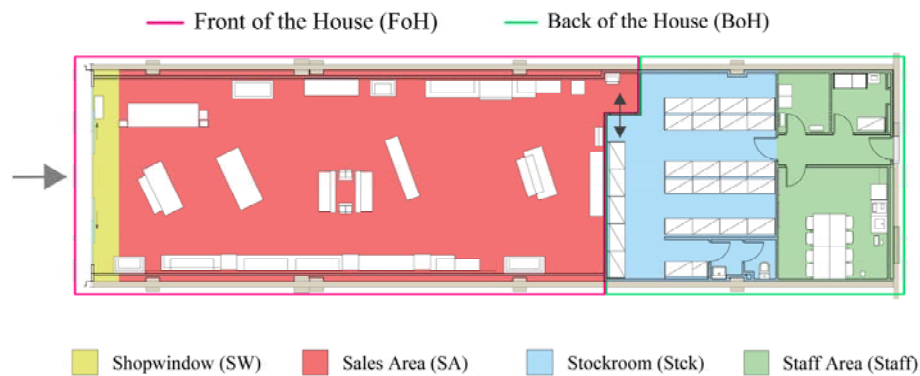 Front of the House (FoH) Back of the House (BoH)
Shopwindow (SW) Sales Area (SA) Stockroom (Stck) Staff Area (Staff)